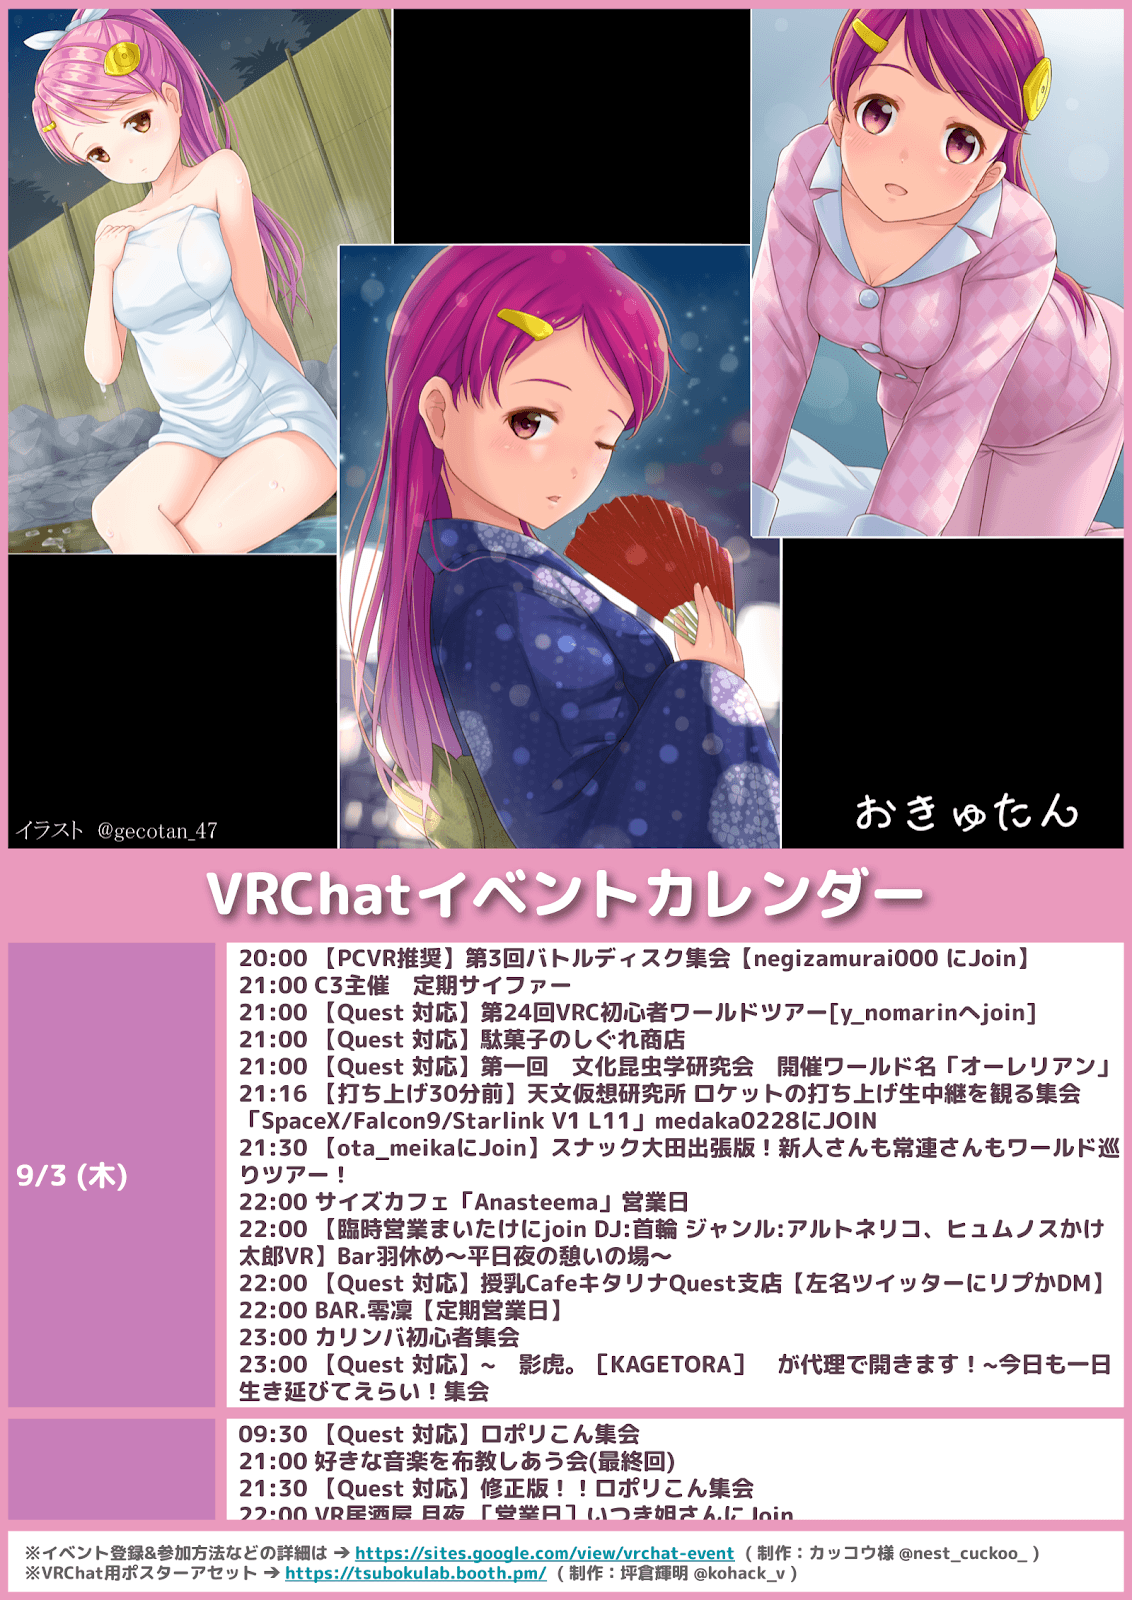 イラスト @gecotan_47
おきゅたん
VRChatイベントカレンダー
9/3 (木)
20:00 【PCVR推奨】第3回バトルディスク集会【negizamurai000 にJoin】
21:00 C3主催　定期サイファー
21:00 【Quest 対応】第24回VRC初心者ワールドツアー[y_nomarinへjoin]
21:00 【Quest 対応】駄菓子のしぐれ商店
21:00 【Quest 対応】第一回　文化昆虫学研究会　開催ワールド名「オーレリアン」
21:16 【打ち上げ30分前】天文仮想研究所 ロケットの打ち上げ生中継を観る集会
「SpaceX/Falcon9/Starlink V1 L11」medaka0228にJOIN
21:30 【ota_meikaにJoin】スナック大田出張版！新人さんも常連さんもワールド巡
りツアー！
22:00 サイズカフェ「Anasteema」営業日
22:00 【臨時営業まいたけにjoin DJ:首輪 ジャンル:アルトネリコ、ヒュムノスかけ
太郎VR】Bar羽休め〜平日夜の憩いの場〜
22:00 【Quest 対応】授乳CafeキタリナQuest支店【左名ツイッターにリプかDM】
22:00 BAR.零凜【定期営業日】
23:00 カリンバ初心者集会
23:00 【Quest 対応】~　影虎。［KAGETORA］　が代理で開きます！~今日も一日
生き延びてえらい！集会
09:30 【Quest 対応】ロポリこん集会
21:00 好きな音楽を布教しあう会(最終回)
21:30 【Quest 対応】修正版！！ロポリこん集会
22:00 VR居酒屋 月夜 ［営業日］いつき姐さんに Join
※イベント登録&参加方法などの詳細は ➔ https://sites.google.com/view/vrchat-event ( 制作：カッコウ様 @nest_cuckoo_ )
※VRChat用ポスターアセット ➔ https://tsubokulab.booth.pm/ ( 制作：坪倉輝明 @kohack_v )